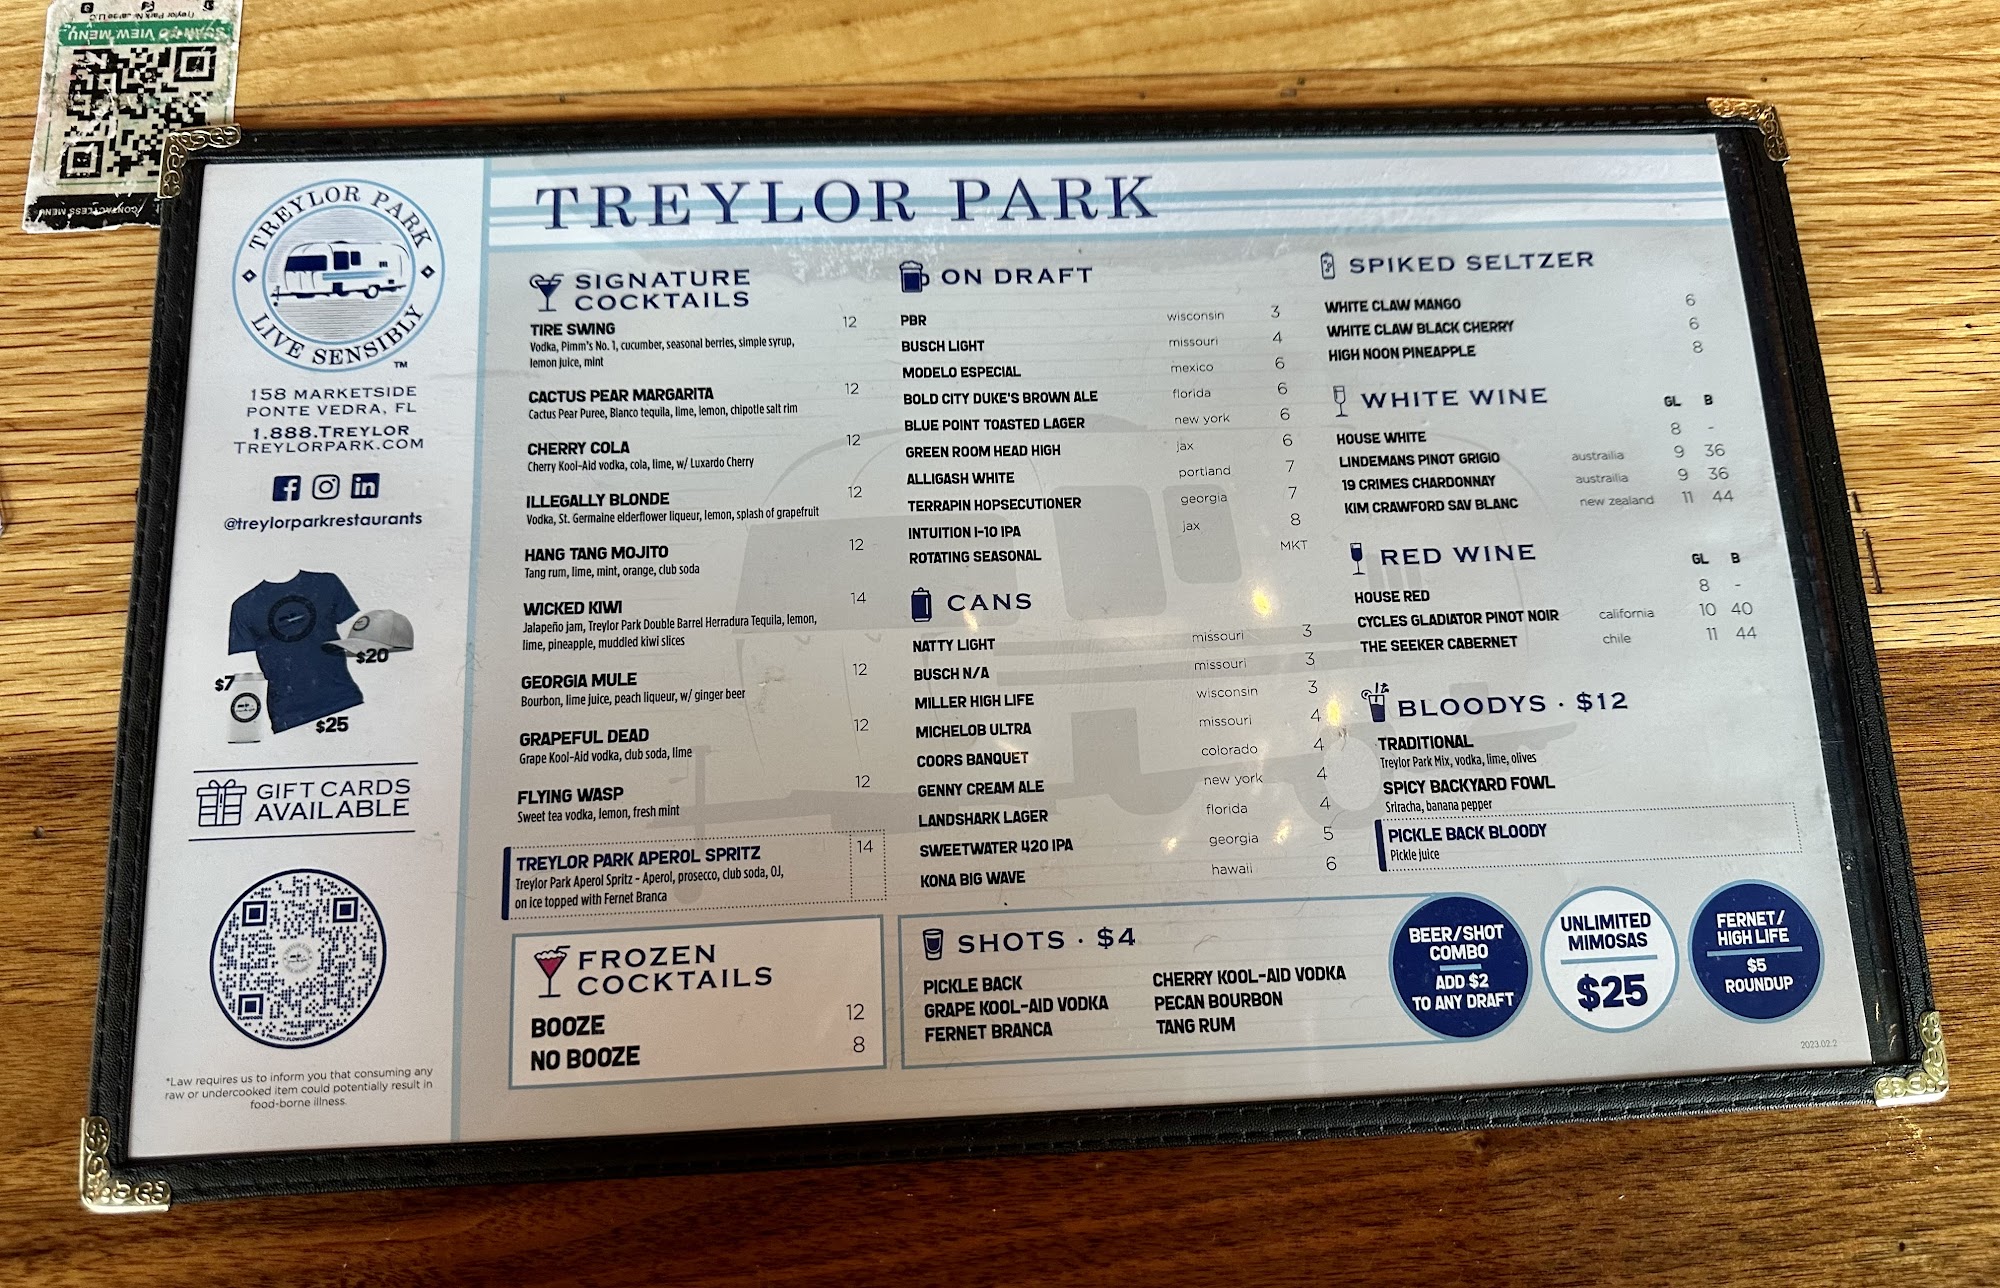 SCAN TO VIEW MENU
CONTACTLESS MENU
TREYLOR PARK
LIVE SENSIBLY
TM
158 MARKETSIDE
PONTE VEDRA, FL
1.888.TREYLOR
TREYLORPARK.COM
@treylorparkrestaurants
$20
$7
$25
GIFT CARDS
AVAILABLE
FLOWCODE
PRIVACY.FLOWCODE.COM
*Law requires us to inform you that consuming any
raw or undercooked item could potentially result in
food-borne illness.
TREYLOR PARK
SIGNATURE
COCKTAILS
TIRE SWING 12
Vodka, Pimm's No. 1, cucumber, seasonal berries, simple syrup,
lemon juice, mint
CACTUS PEAR MARGARITA 12
Cactus Pear Puree, Blanco tequila, lime, lemon, chipotle salt rim
CHERRY COLA 12
Cherry Kool-Aid vodka, cola, lime, w/ Luxardo Cherry
ILLEGALLY BLONDE 12
Vodka, St. Germaine elderflower liqueur, lemon, splash of grapefruit
HANG TANG MOJITO 12
Tang rum, lime, mint, orange, club soda
WICKED KIWI 14
Jalapeño jam, Treylor Park Double Barrel Herradura Tequila, lemon,
lime, pineapple, muddled kiwi slices
GEORGIA MULE 12
Bourbon, lime juice, peach liqueur, w/ ginger beer
GRAPEFUL DEAD 12
Grape Kool-Aid vodka, club soda, lime
FLYING WASP 12
Sweet tea vodka, lemon, fresh mint
TREYLOR PARK APEROL SPRITZ 14
Treylor Park Aperol Spritz - Aperol, prosecco, club soda, OJ,
on ice topped with Fernet Branca
FROZEN
COCKTAILS
BOOZE 12
NO BOOZE 8
ON DRAFT
PBR wisconsin 3
BUSCH LIGHT missouri 4
MODELO ESPECIAL mexico 6
BOLD CITY DUKE'S BROWN ALE florida 6
BLUE POINT TOASTED LAGER new york 6
GREEN ROOM HEAD HIGH jax 6
ALLIGASH WHITE portland 7
TERRAPIN HOPSECUTIONER georgia 7
INTUITION I-10 IPA jax 8
ROTATING SEASONAL MKT
CANS
NATTY LIGHT missouri 3
BUSCH N/A missouri 3
MILLER HIGH LIFE wisconsin 3
MICHELOB ULTRA missouri 4
COORS BANQUET colorado 4
GENNY CREAM ALE new york 4
LANDSHARK LAGER florida 4
SWEETWATER 420 IPA georgia 5
KONA BIG WAVE hawaii 6
SHOTS · $4
PICKLE BACK
GRAPE KOOL-AID VODKA
FERNET BRANCA
CHERRY KOOL-AID VODKA
PECAN BOURBON
TANG RUM
SPIKED SELTZER
WHITE CLAW MANGO 6
WHITE CLAW BLACK CHERRY 6
HIGH NOON PINEAPPLE 8
WHITE WINE GL B
HOUSE WHITE 8 -
LINDEMANS PINOT GRIGIO austrailia 9 36
19 CRIMES CHARDONNAY austrailia 9 36
KIM CRAWFORD SAV BLANC new zealand 11 44
RED WINE GL B
HOUSE RED 8 -
CYCLES GLADIATOR PINOT NOIR california 10 40
THE SEEKER CABERNET chile 11 44
BLOODYS · $12
TRADITIONAL
Treylor Park Mix, vodka, lime, olives
SPICY BACKYARD FOWL
Sriracha, banana pepper
PICKLE BACK BLOODY
Pickle juice
BEER/SHOT
COMBO
ADD $2
TO ANY DRAFT
UNLIMITED
MIMOSAS
$25
FERNET/
HIGH LIFE
$5
ROUNDUP
2023.02.2